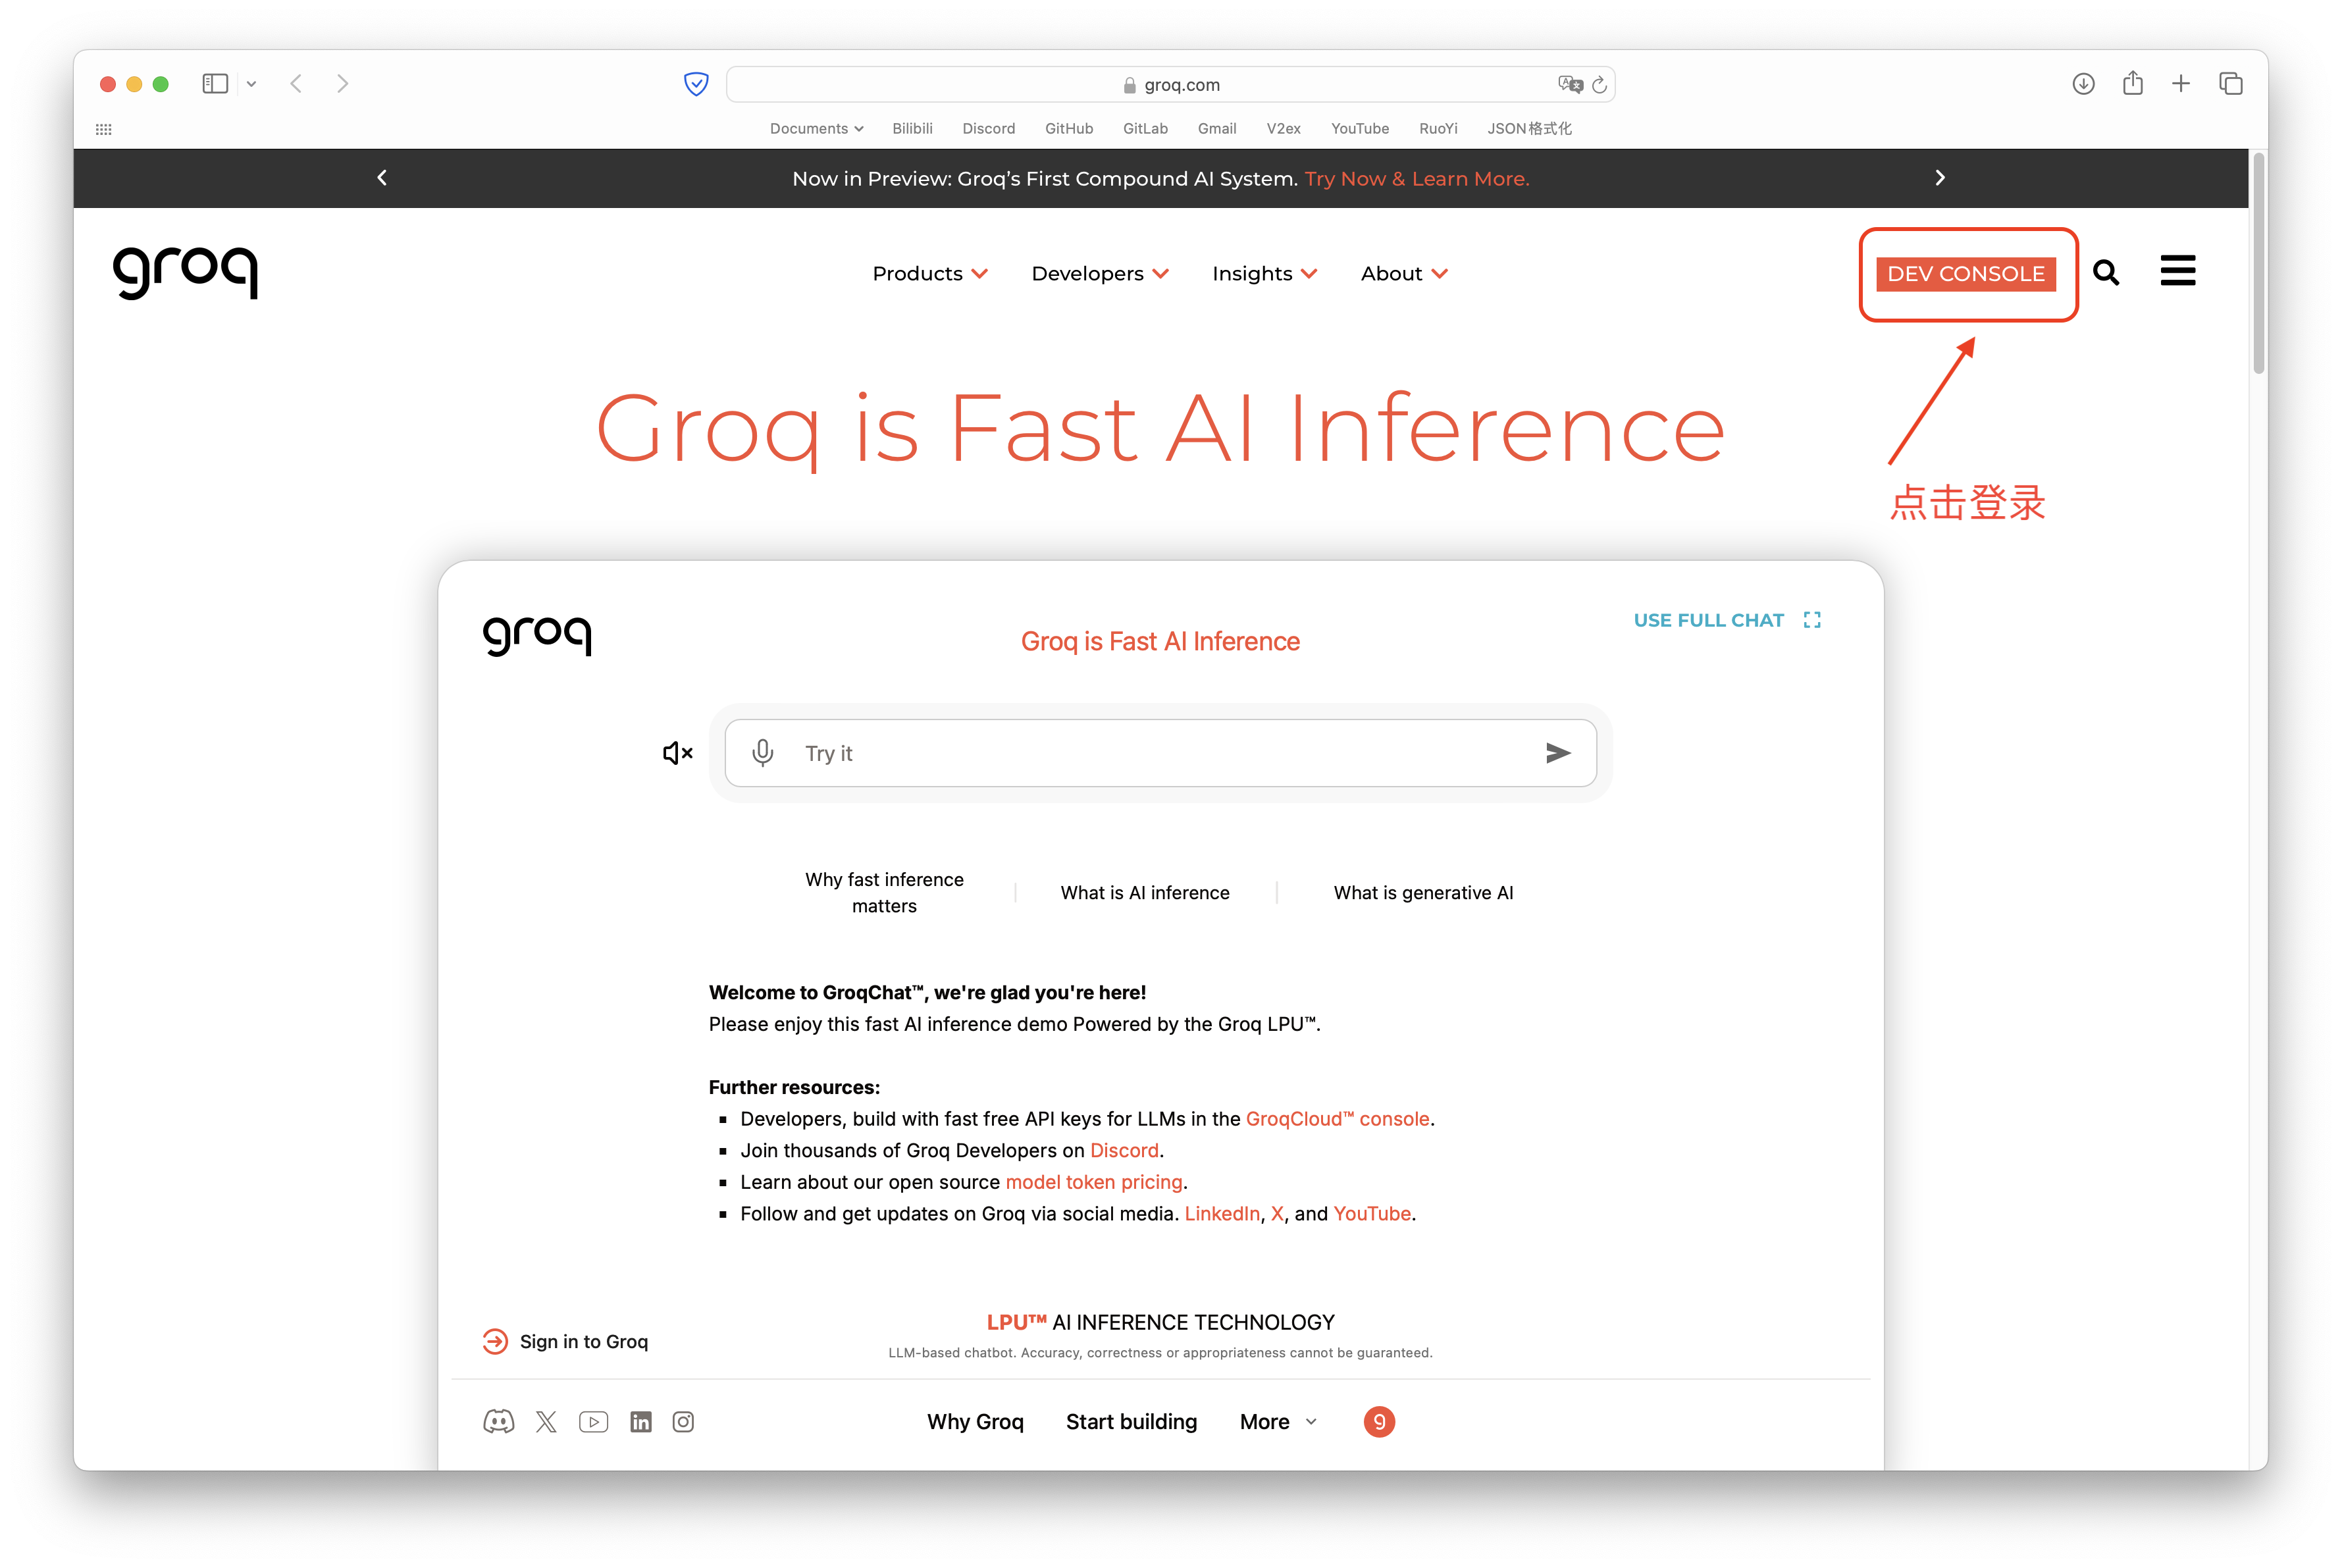 groq.com
Documents Bilibili Discord GitHub GitLab Gmail V2ex YouTube RuoYi JSON格式化
Now in Preview: Groq’s First Compound AI System. Try Now & Learn More.
groq Products Developers Insights About DEV CONSOLE
Groq is Fast AI Inference
点击登录
groq
USE FULL CHAT
Groq is Fast AI Inference
Try it
Why fast inference
matters
What is AI inference
What is generative AI
Welcome to GroqChat™, we're glad you're here!
Please enjoy this fast AI inference demo Powered by the Groq LPU™.
Further resources:
Developers, build with fast free API keys for LLMs in the GroqCloud™ console.
Join thousands of Groq Developers on Discord.
Learn about our open source model token pricing.
Follow and get updates on Groq via social media. LinkedIn, X, and YouTube.
LPU™ AI INFERENCE TECHNOLOGY
Sign in to Groq
LLM-based chatbot. Accuracy, correctness or appropriateness cannot be guaranteed.
Why Groq Start building More g